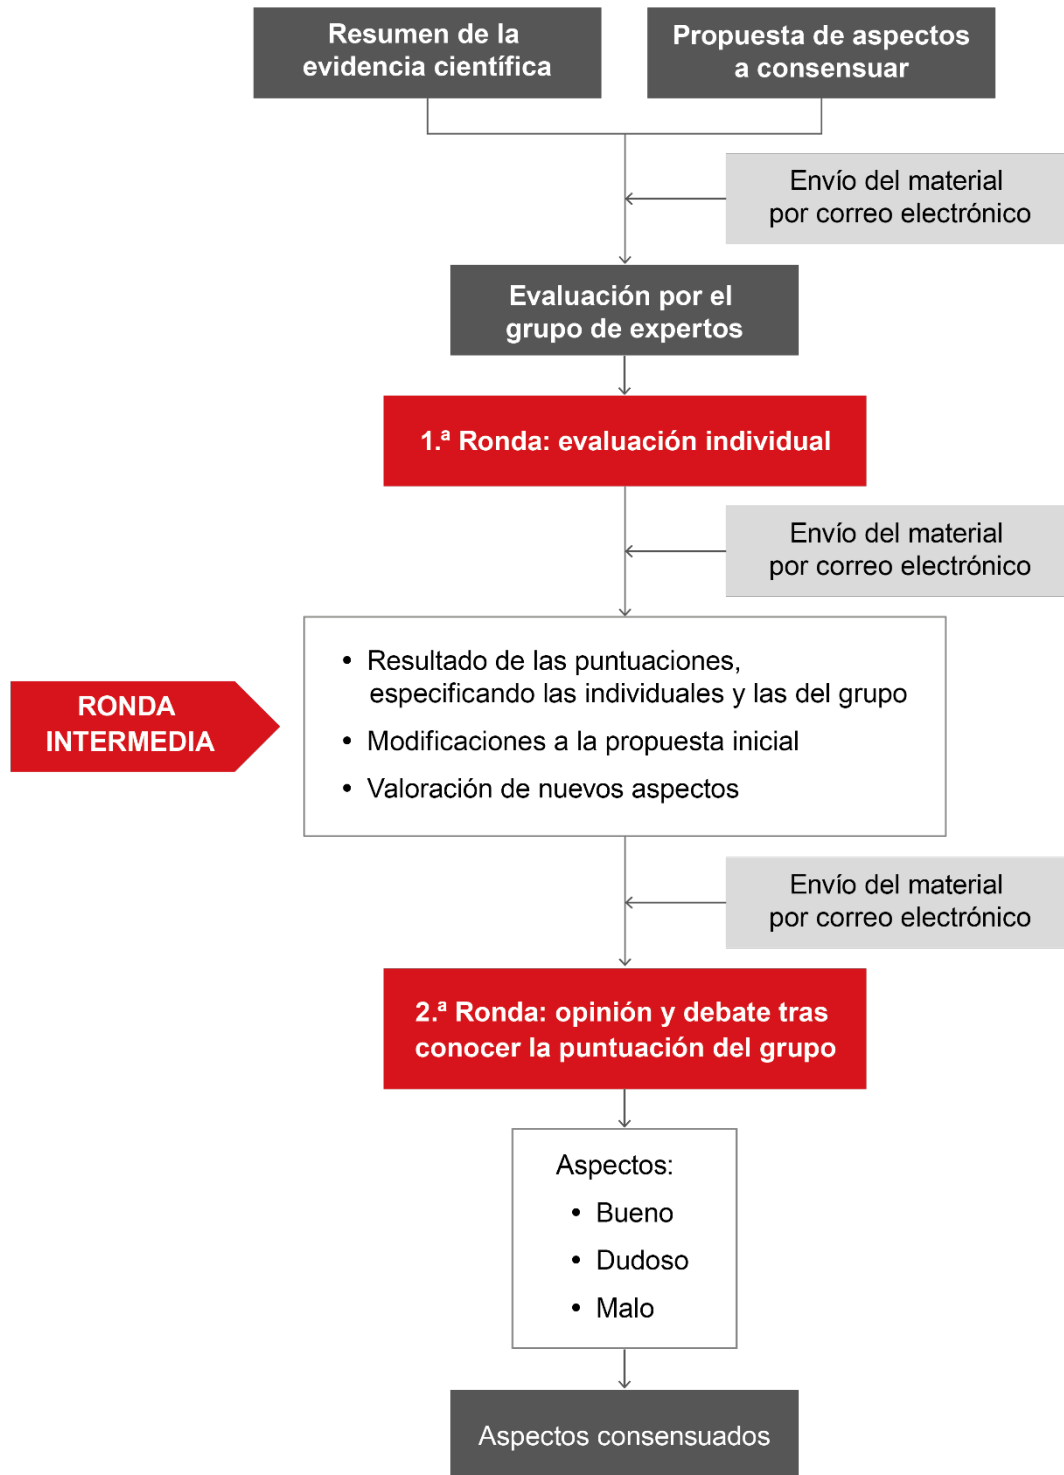 Resumen de la
evidencia científica
Propuesta de aspectos
a consensuar
Envío del material
por correo electrónico
Evaluación por el
grupo de expertos
1.ª Ronda: evaluación individual
Envío del material
por correo electrónico
RONDA
INTERMEDIA
• Resultado de las puntuaciones,
especificando las individuales y las del grupo
• Modificaciones a la propuesta inicial
• Valoración de nuevos aspectos
Envío del material
por correo electrónico
2.ª Ronda: opinión y debate tras
conocer la puntuación del grupo
Aspectos:
• Bueno
• Dudoso
• Malo
Aspectos consensuados